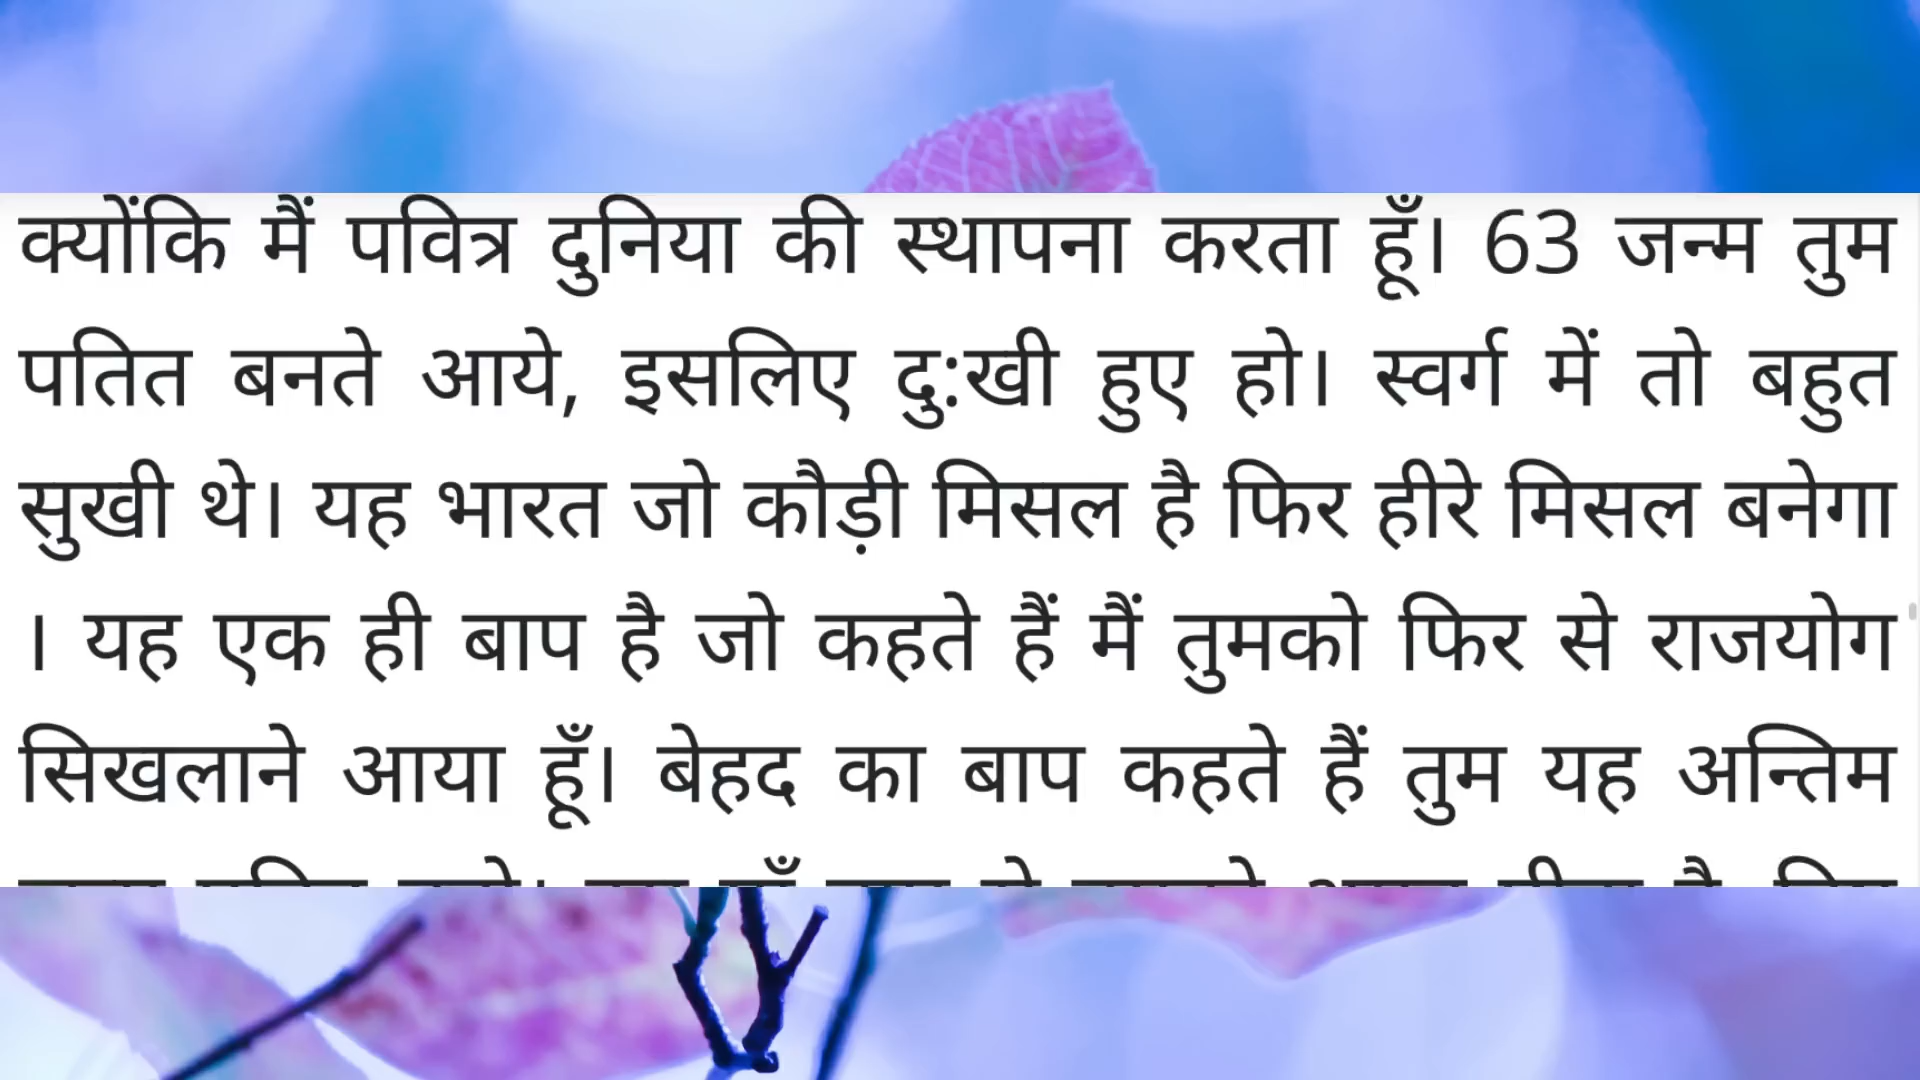 क्योंकि मैं पवित्र दुनिया की स्थापना करता हूँ। 63 जन्म तुम
पतित बनते आये, इसलिए दु:खी हुए हो। स्वर्ग में तो बहुत
सुखी थे। यह भारत जो कौड़ी मिसल है फिर हीरे मिसल बनेगा
। यह एक ही बाप है जो कहते हैं मैं तुमको फिर से राजयोग
सिखलाने आया हूँ। बेहद का बाप कहते हैं तुम यह अन्तिम